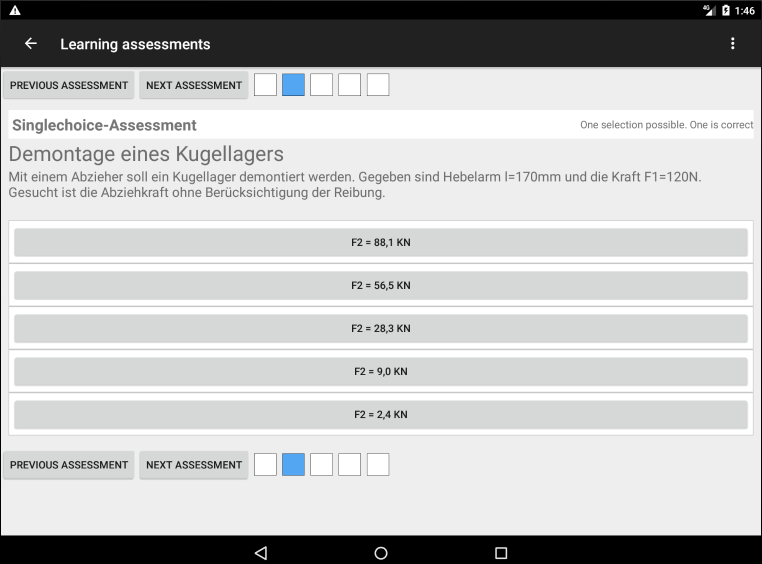 4G 1:46
Learning assessments
PREVIOUS ASSESSMENT NEXT ASSESSMENT
Singlechoice-Assessment One selection possible. One is correct
Demontage eines Kugellagers
Mit einem Abzieher soll ein Kugellager demontiert werden. Gegeben sind Hebelarm l=170mm und die Kraft F1=120N.
Gesucht ist die Abziehkraft ohne Berücksichtigung der Reibung.
F2 = 88,1 KN
F2 = 56,5 KN
F2 = 28,3 KN
F2 = 9,0 KN
F2 = 2,4 KN
PREVIOUS ASSESSMENT NEXT ASSESSMENT